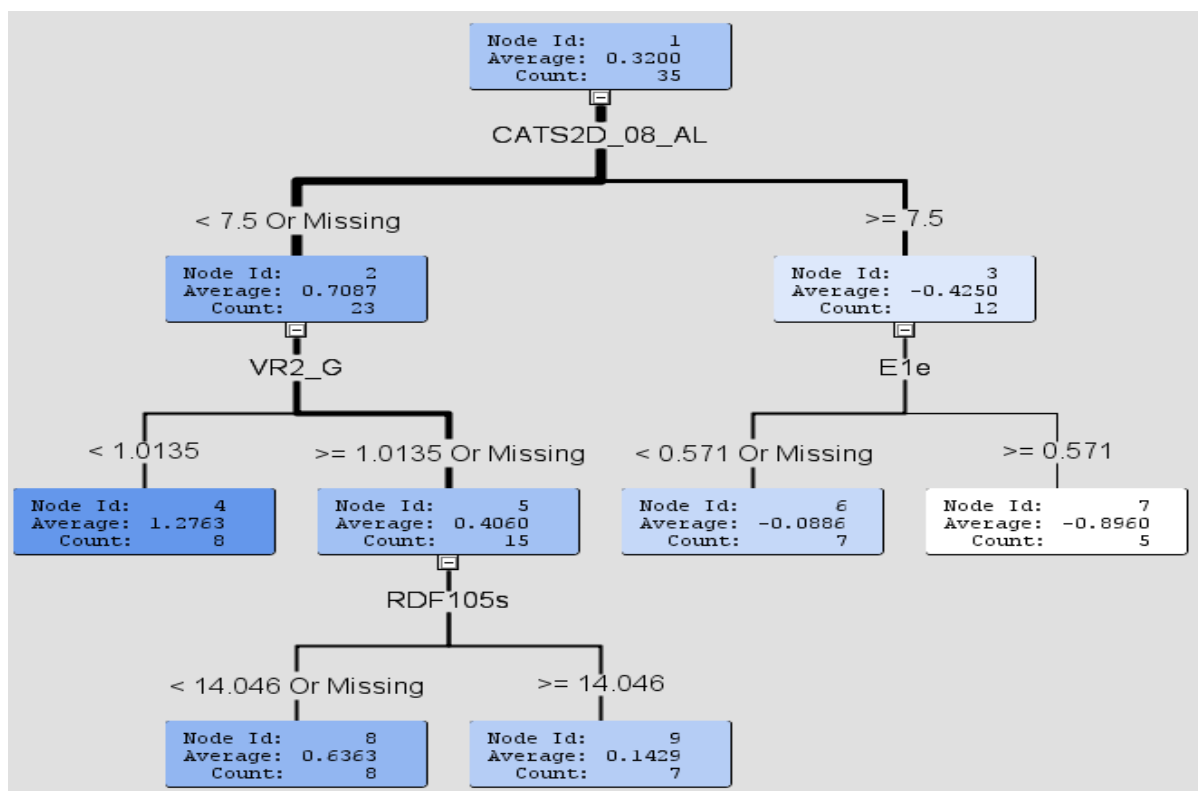 Node Id: 1
Average: 0.3200
Count: 35
CATS2D_08_AL
< 7.5 Or Missing
>= 7.5
Node Id: 2
Average: 0.7087
Count: 23
Node Id: 3
Average: -0.4250
Count: 12
VR2_G
E1e
< 1.0135
>= 1.0135 Or Missing
< 0.571 Or Missing
>= 0.571
Node Id: 4
Average: 1.2763
Count: 8
Node Id: 5
Average: 0.4060
Count: 15
Node Id: 6
Average: -0.0886
Count: 7
Node Id: 7
Average: -0.8960
Count: 5
RDF105s
< 14.046 Or Missing
>= 14.046
Node Id: 8
Average: 0.6363
Count: 8
Node Id: 9
Average: 0.1429
Count: 7